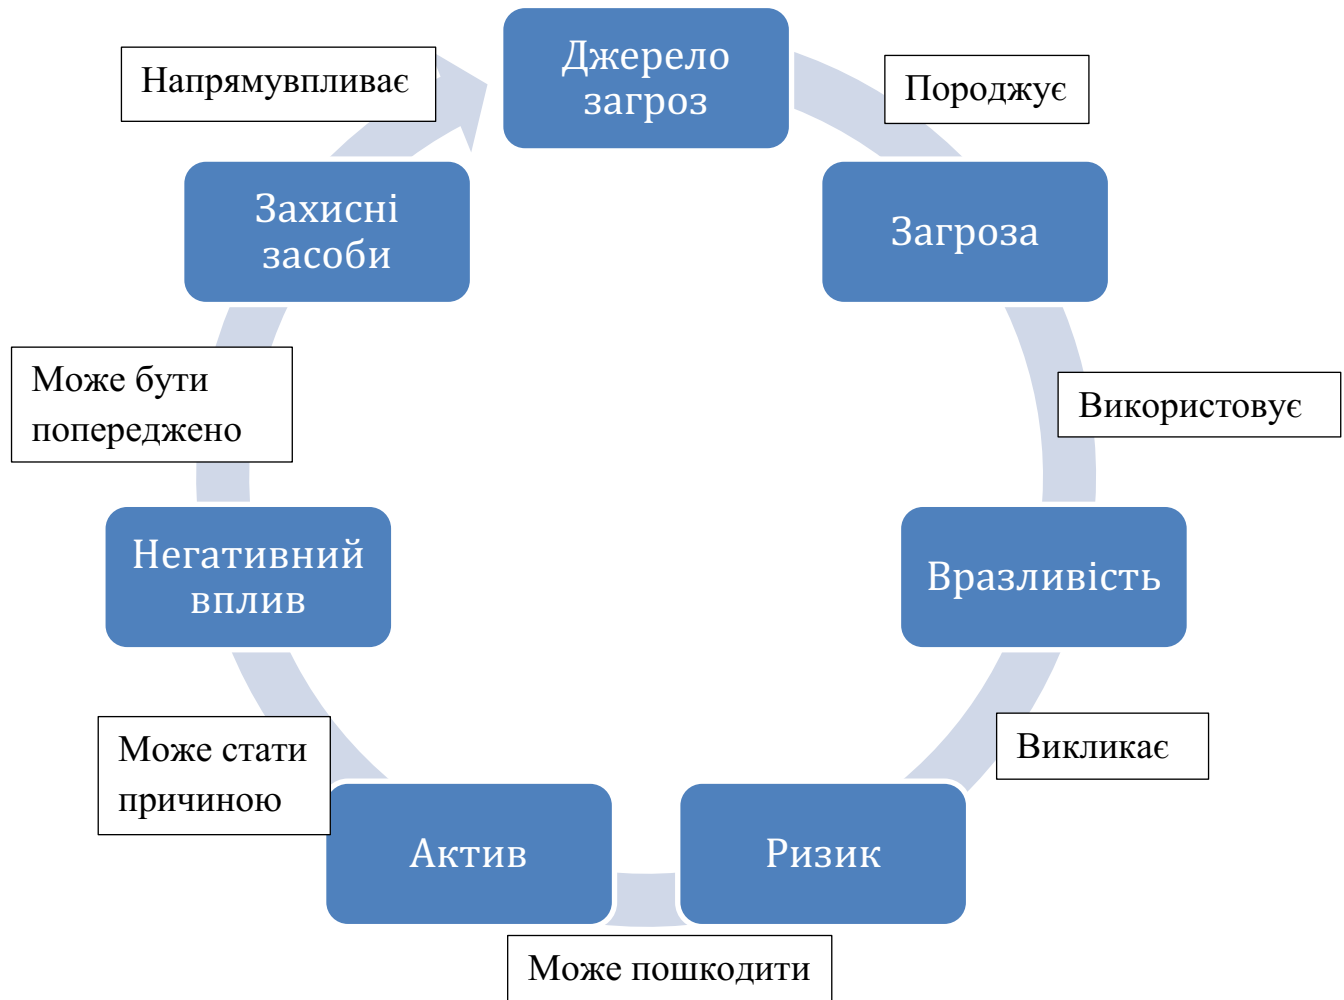 Джерело
загроз
Породжує
Загроза
Використовує
Вразливість
Викликає
Ризик
Може пошкодити
Актив
Може стати
причиною
Негативний
вплив
Може бути
попереджено
Захисні
засоби
Напрямувпливає